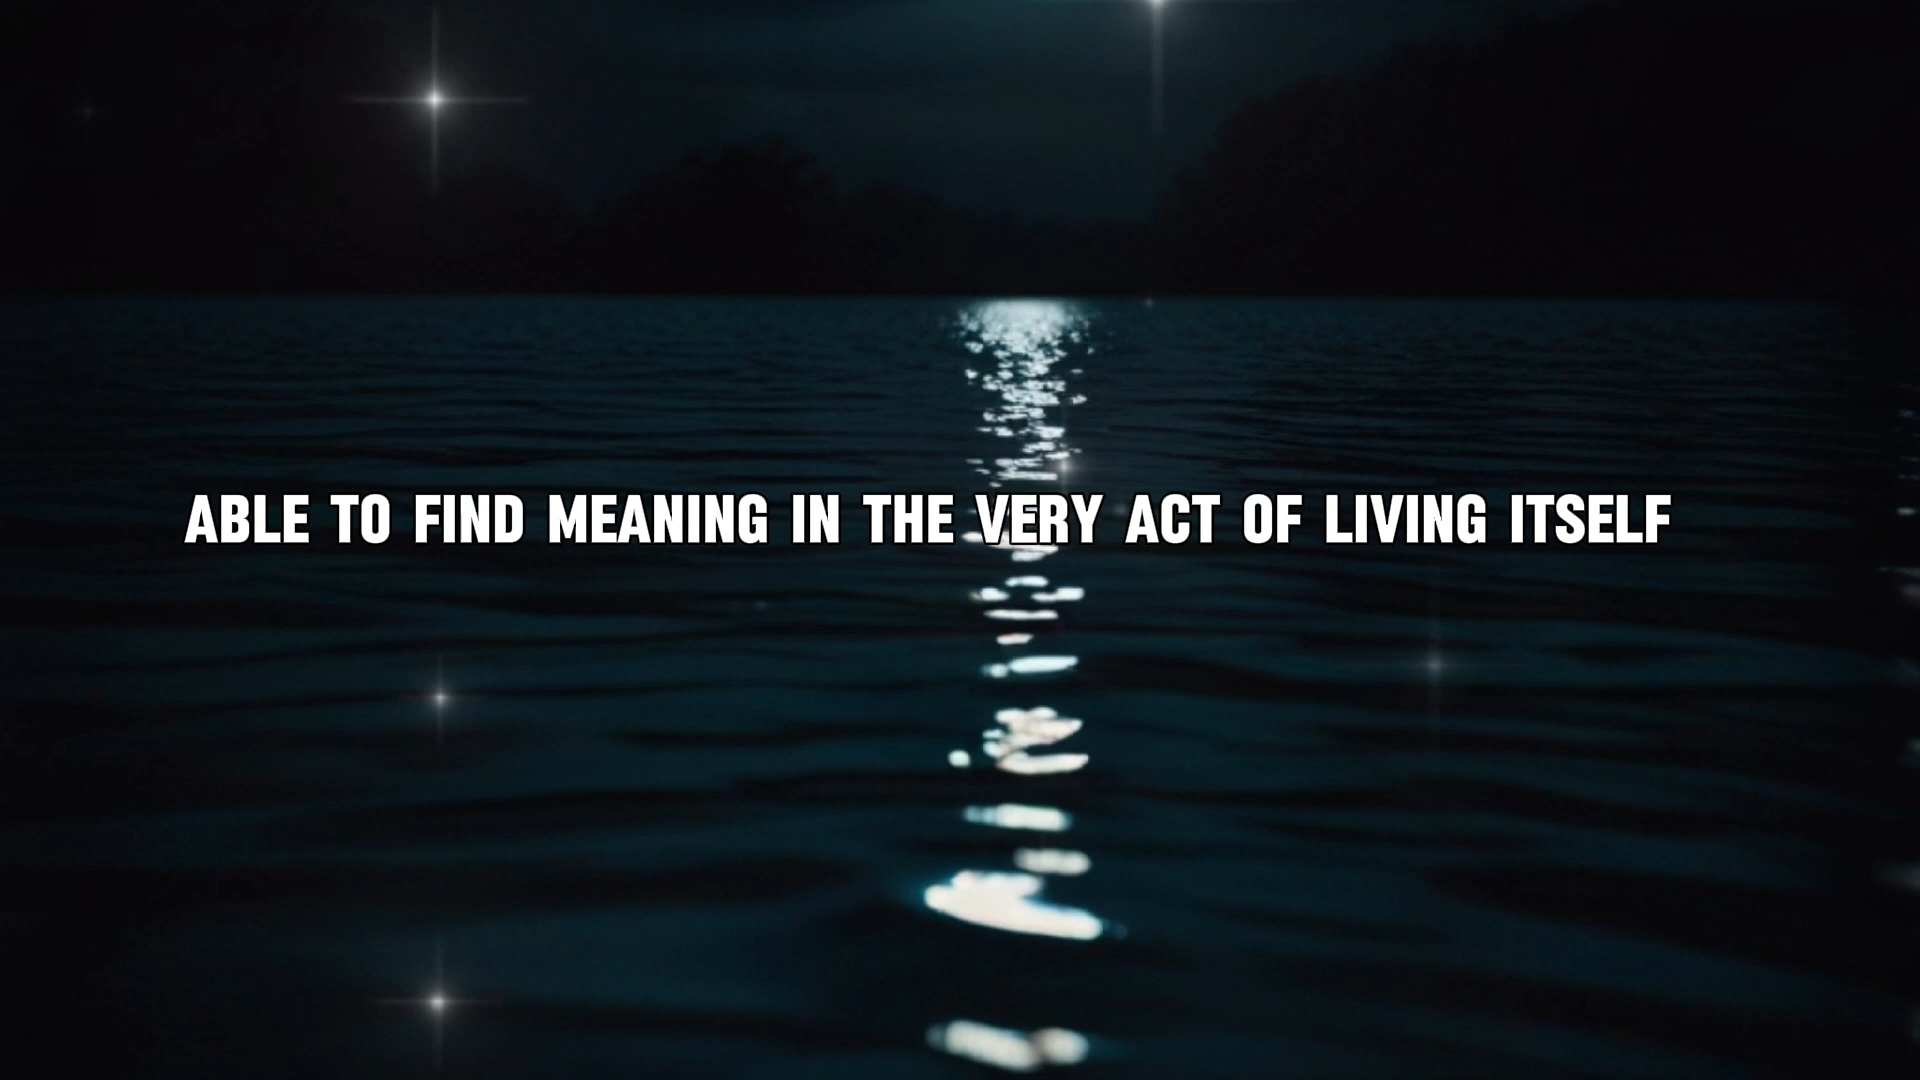 ABLE TO FIND MEANING IN THE VERY ACT OF LIVING ITSELF